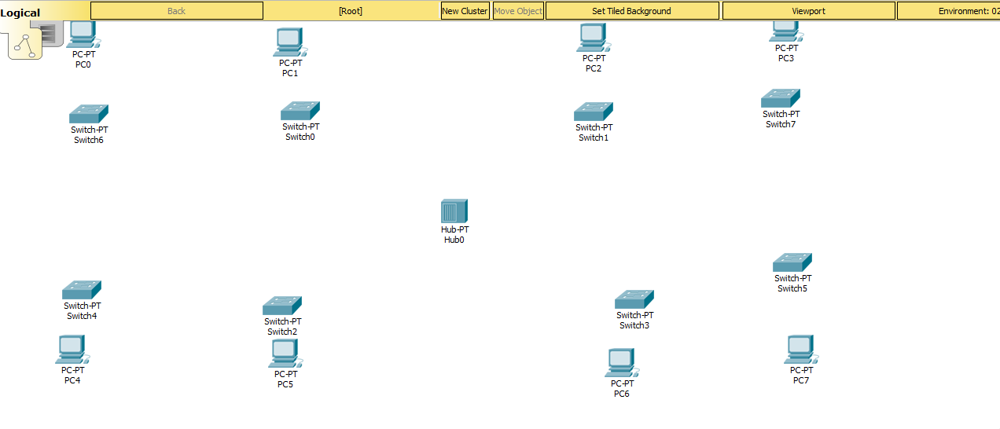 Logical
Back
[Root]
New Cluster
Move Object
Set Tiled Background
Viewport
Environment: 02
PC-PT
PC0
PC-PT
PC1
PC-PT
PC2
PC-PT
PC3
Switch-PT
Switch6
Switch-PT
Switch0
Switch-PT
Switch1
Switch-PT
Switch7
Hub-PT
Hub0
Switch-PT
Switch4
Switch-PT
Switch2
Switch-PT
Switch3
Switch-PT
Switch5
PC-PT
PC4
PC-PT
PC5
PC-PT
PC6
PC-PT
PC7